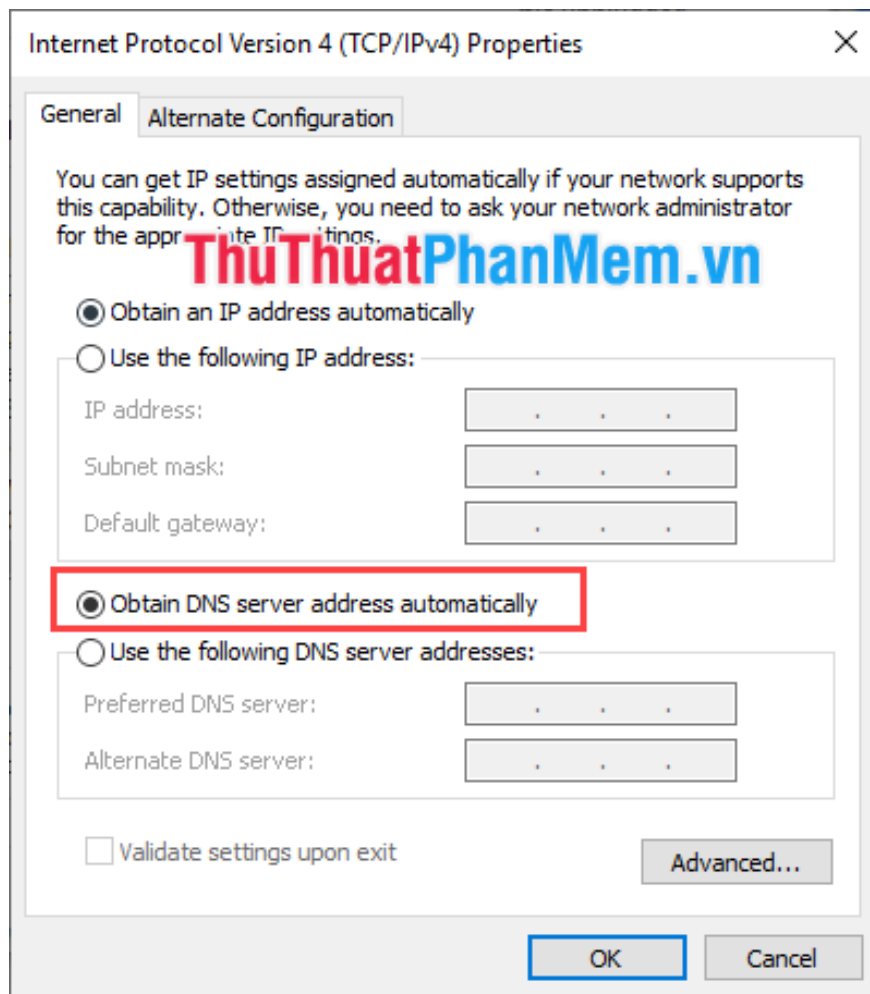 Internet Protocol Version 4 (TCP/IPv4) Properties
General
Alternate Configuration
You can get IP settings assigned automatically if your network supports
this capability. Otherwise, you need to ask your network administrator
for the appropriate IP settings.
ThuThuatPhanMem.vn
Obtain an IP address automatically
Use the following IP address:
IP address:
Subnet mask:
Default gateway:
Obtain DNS server address automatically
Use the following DNS server addresses:
Preferred DNS server:
Alternate DNS server:
Validate settings upon exit
Advanced...
OK
Cancel